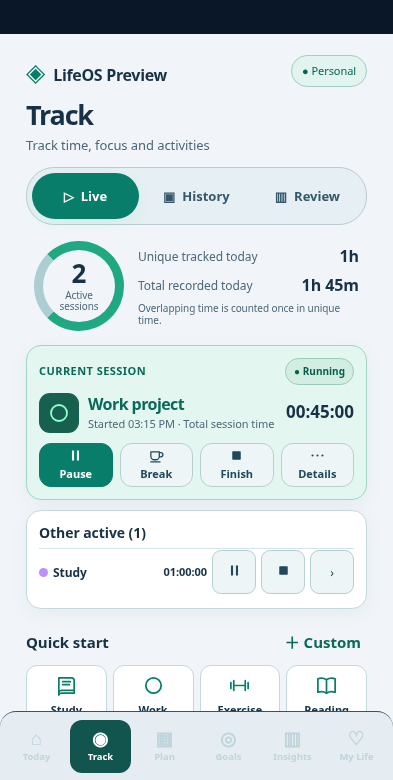 LifeOS Preview
Personal
Track
Track time, focus and activities
Live
History
Review
2
Active
sessions
Unique tracked today 1h
Total recorded today 1h 45m
Overlapping time is counted once in unique
time.
CURRENT SESSION
Running
Work project
Started 03:15 PM · Total session time
00:45:00
Pause
Break
Finish
Details
Other active (1)
Study 01:00:00
Quick start
+ Custom
Study
Work
Exercise
Reading
Today
Track
Plan
Goals
Insights
My Life